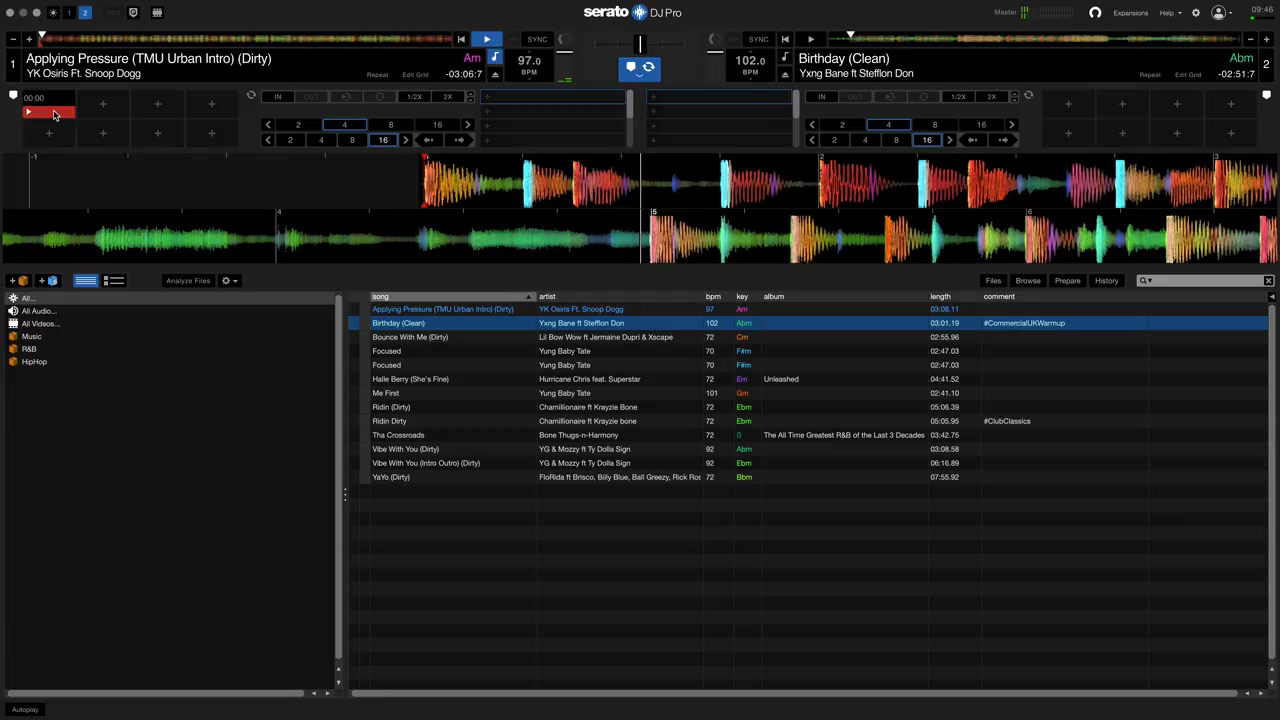 1 2 MIDI serato DJ Pro Master Expansions Help 09:46
SYNC SYNC
1 Applying Pressure (TMU Urban Intro) (Dirty) Am 97.0 BPM 102.0 BPM Birthday (Clean) Abm 2
YK Osiris Ft. Snoop Dogg Repeat Edit Grid -03:06:7 Yxng Bane ft Stefflon Don Repeat Edit Grid -02:51:7
00:00 IN OUT 1/2X 2X IN OUT 1/2X 2X
2 4 8 16 2 4 8 16
2 4 8 16 2 4 8 16
-1 2 3
4 5 6
Analyze Files Files Browse Prepare History
song artist bpm key album length comment
All...
All Audio...
All Videos...
Music
R&B
HipHop
Applying Pressure (TMU Urban Intro) (Dirty) YK Osiris Ft. Snoop Dogg 97 Am 03:08.11
Birthday (Clean) Yxng Bane ft Stefflon Don 102 Abm 03:01.19 #CommercialUKWarmup
Bounce With Me (Dirty) Lil Bow Wow ft Jermaine Dupri & Xscape 72 Cm 02:55.96
Focused Yung Baby Tate 70 F#m 02:47.03
Focused Yung Baby Tate 70 F#m 02:47.03
Halle Berry (She's Fine) Hurricane Chris feat. Superstar 72 Em Unleashed 04:41.52
Me First Yung Baby Tate 101 Gm 02:41.10
Ridin (Dirty) Chamillionaire ft Krayzie Bone 72 Ebm 05:06.39
Ridin Dirty Chamillionaire ft Krayzie bone 72 Ebm 05:05.95 #ClubClassics
Tha Crossroads Bone Thugs-n-Harmony 72 B The All Time Greatest R&B of the Last 3 Decades 03:42.75
Vibe With You (Dirty) YG & Mozzy ft Ty Dolla Sign 92 Abm 03:08.58
Vibe With You (Intro Outro) (Dirty) YG & Mozzy ft Ty Dolla Sign 92 Ebm 06:16.89
YaYo (Dirty) FloRida ft Brisco, Billy Blue, Ball Greezy, Rick Ros 72 Bbm 07:55.92
Autoplay